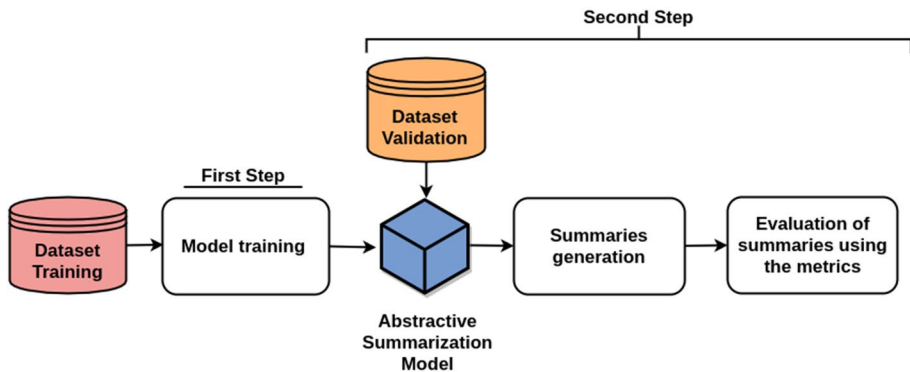 Second Step
Dataset
Validation
First Step
Dataset
Training
Model training
Abstractive
Summarization
Model
Summaries
generation
Evaluation of
summaries using
the metrics